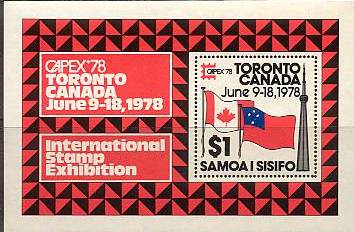 CAPEX '78
TORONTO
CANADA
June 9-18, 1978
International
Stamp
Exhibition
CAPEX 78
TORONTO
CANADA
June 9-18, 1978
$1
SAMOA I SISIFO